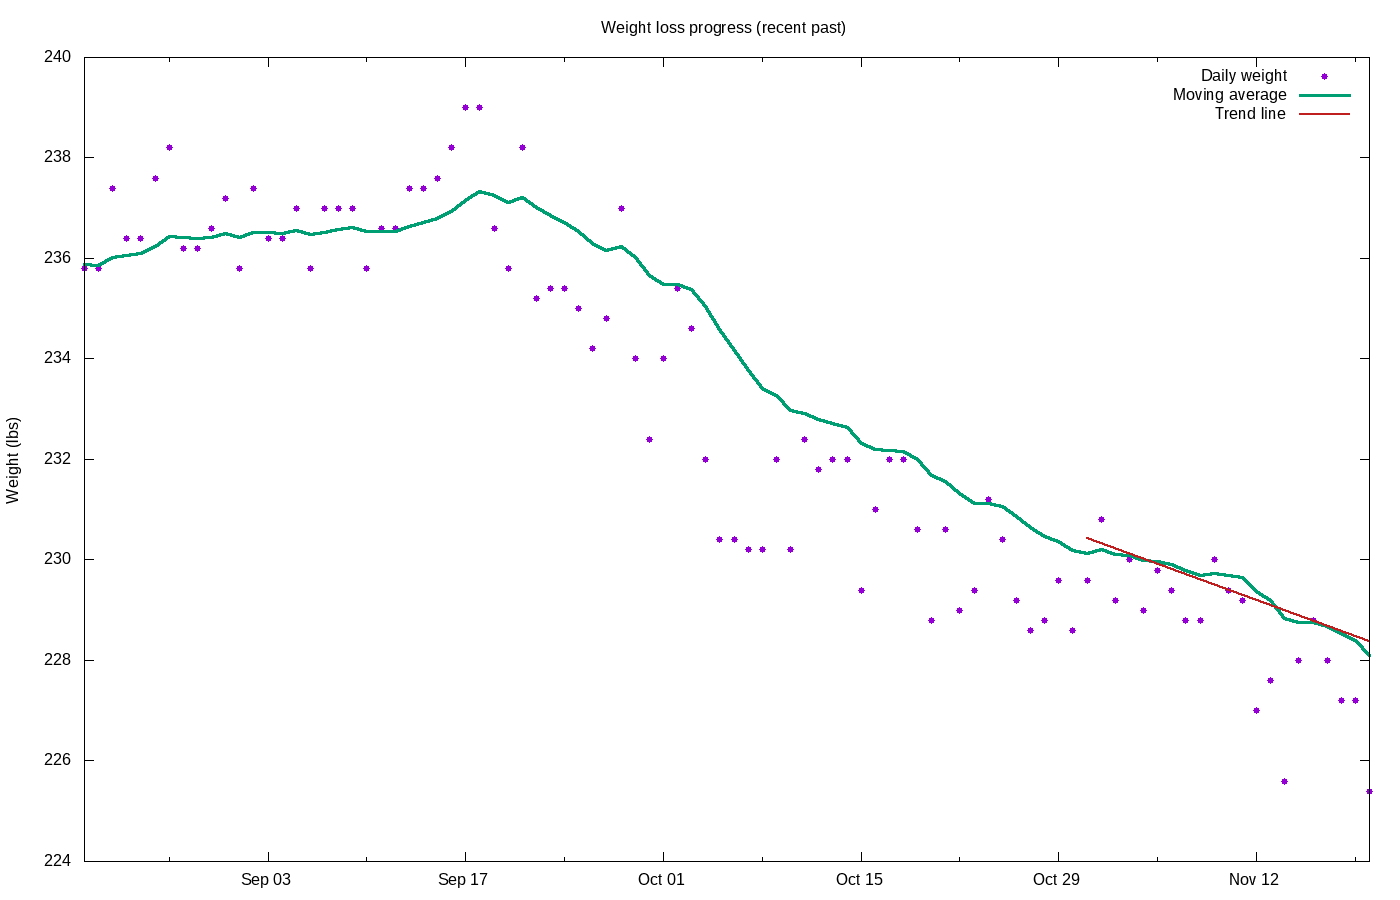 Weight loss progress (recent past)
Daily weight
Moving average
Trend line
240
238
236
234
232
230
228
226
224
Weight (lbs)
Sep 03
Sep 17
Oct 01
Oct 15
Oct 29
Nov 12